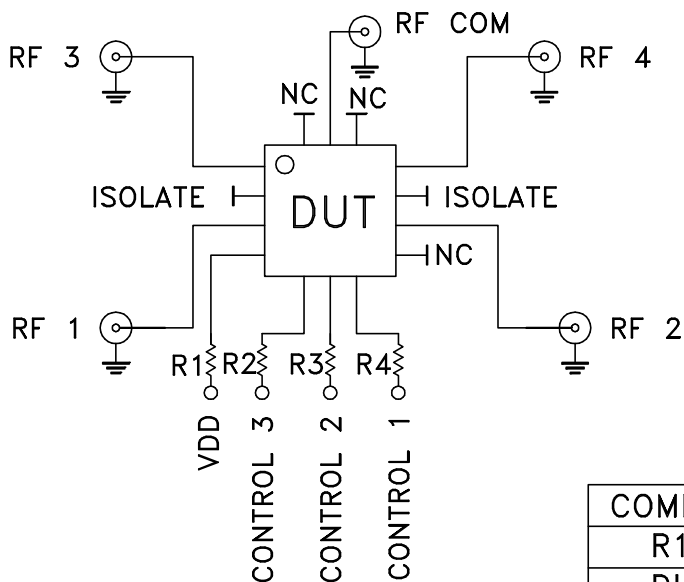 RF COM
RF 3
RF 4
NC
NC
ISOLATE
DUT
ISOLATE
NC
RF 1
RF 2
R1
R2
R3
R4
VDD
CONTROL 3
CONTROL 2
CONTROL 1
R1